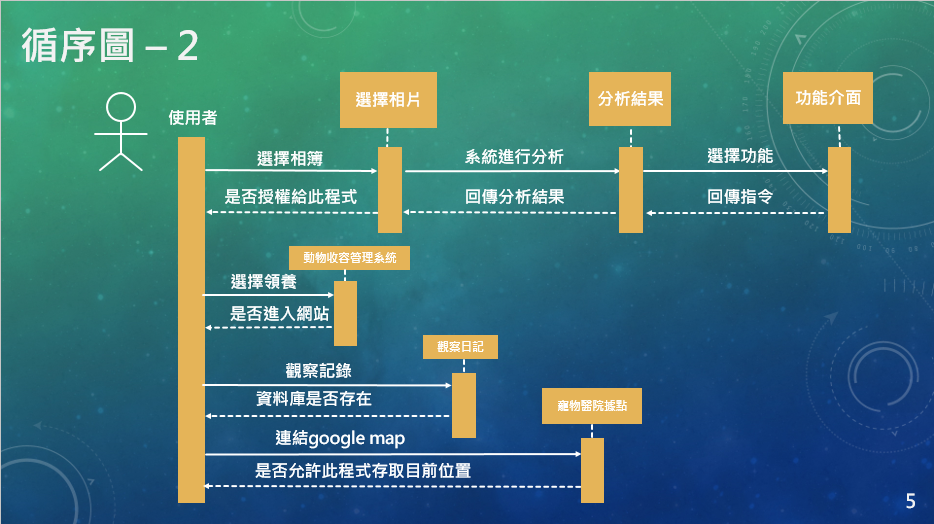 循序圖 – 2
使用者
選擇相片
分析結果
功能介面
選擇相簿
系統進行分析
選擇功能
是否授權給此程式
回傳分析結果
回傳指令
動物收容管理系統
選擇領養
是否進入網站
觀察日記
觀察記錄
資料庫是否存在
寵物醫院據點
連結google map
是否允許此程式存取目前位置
5